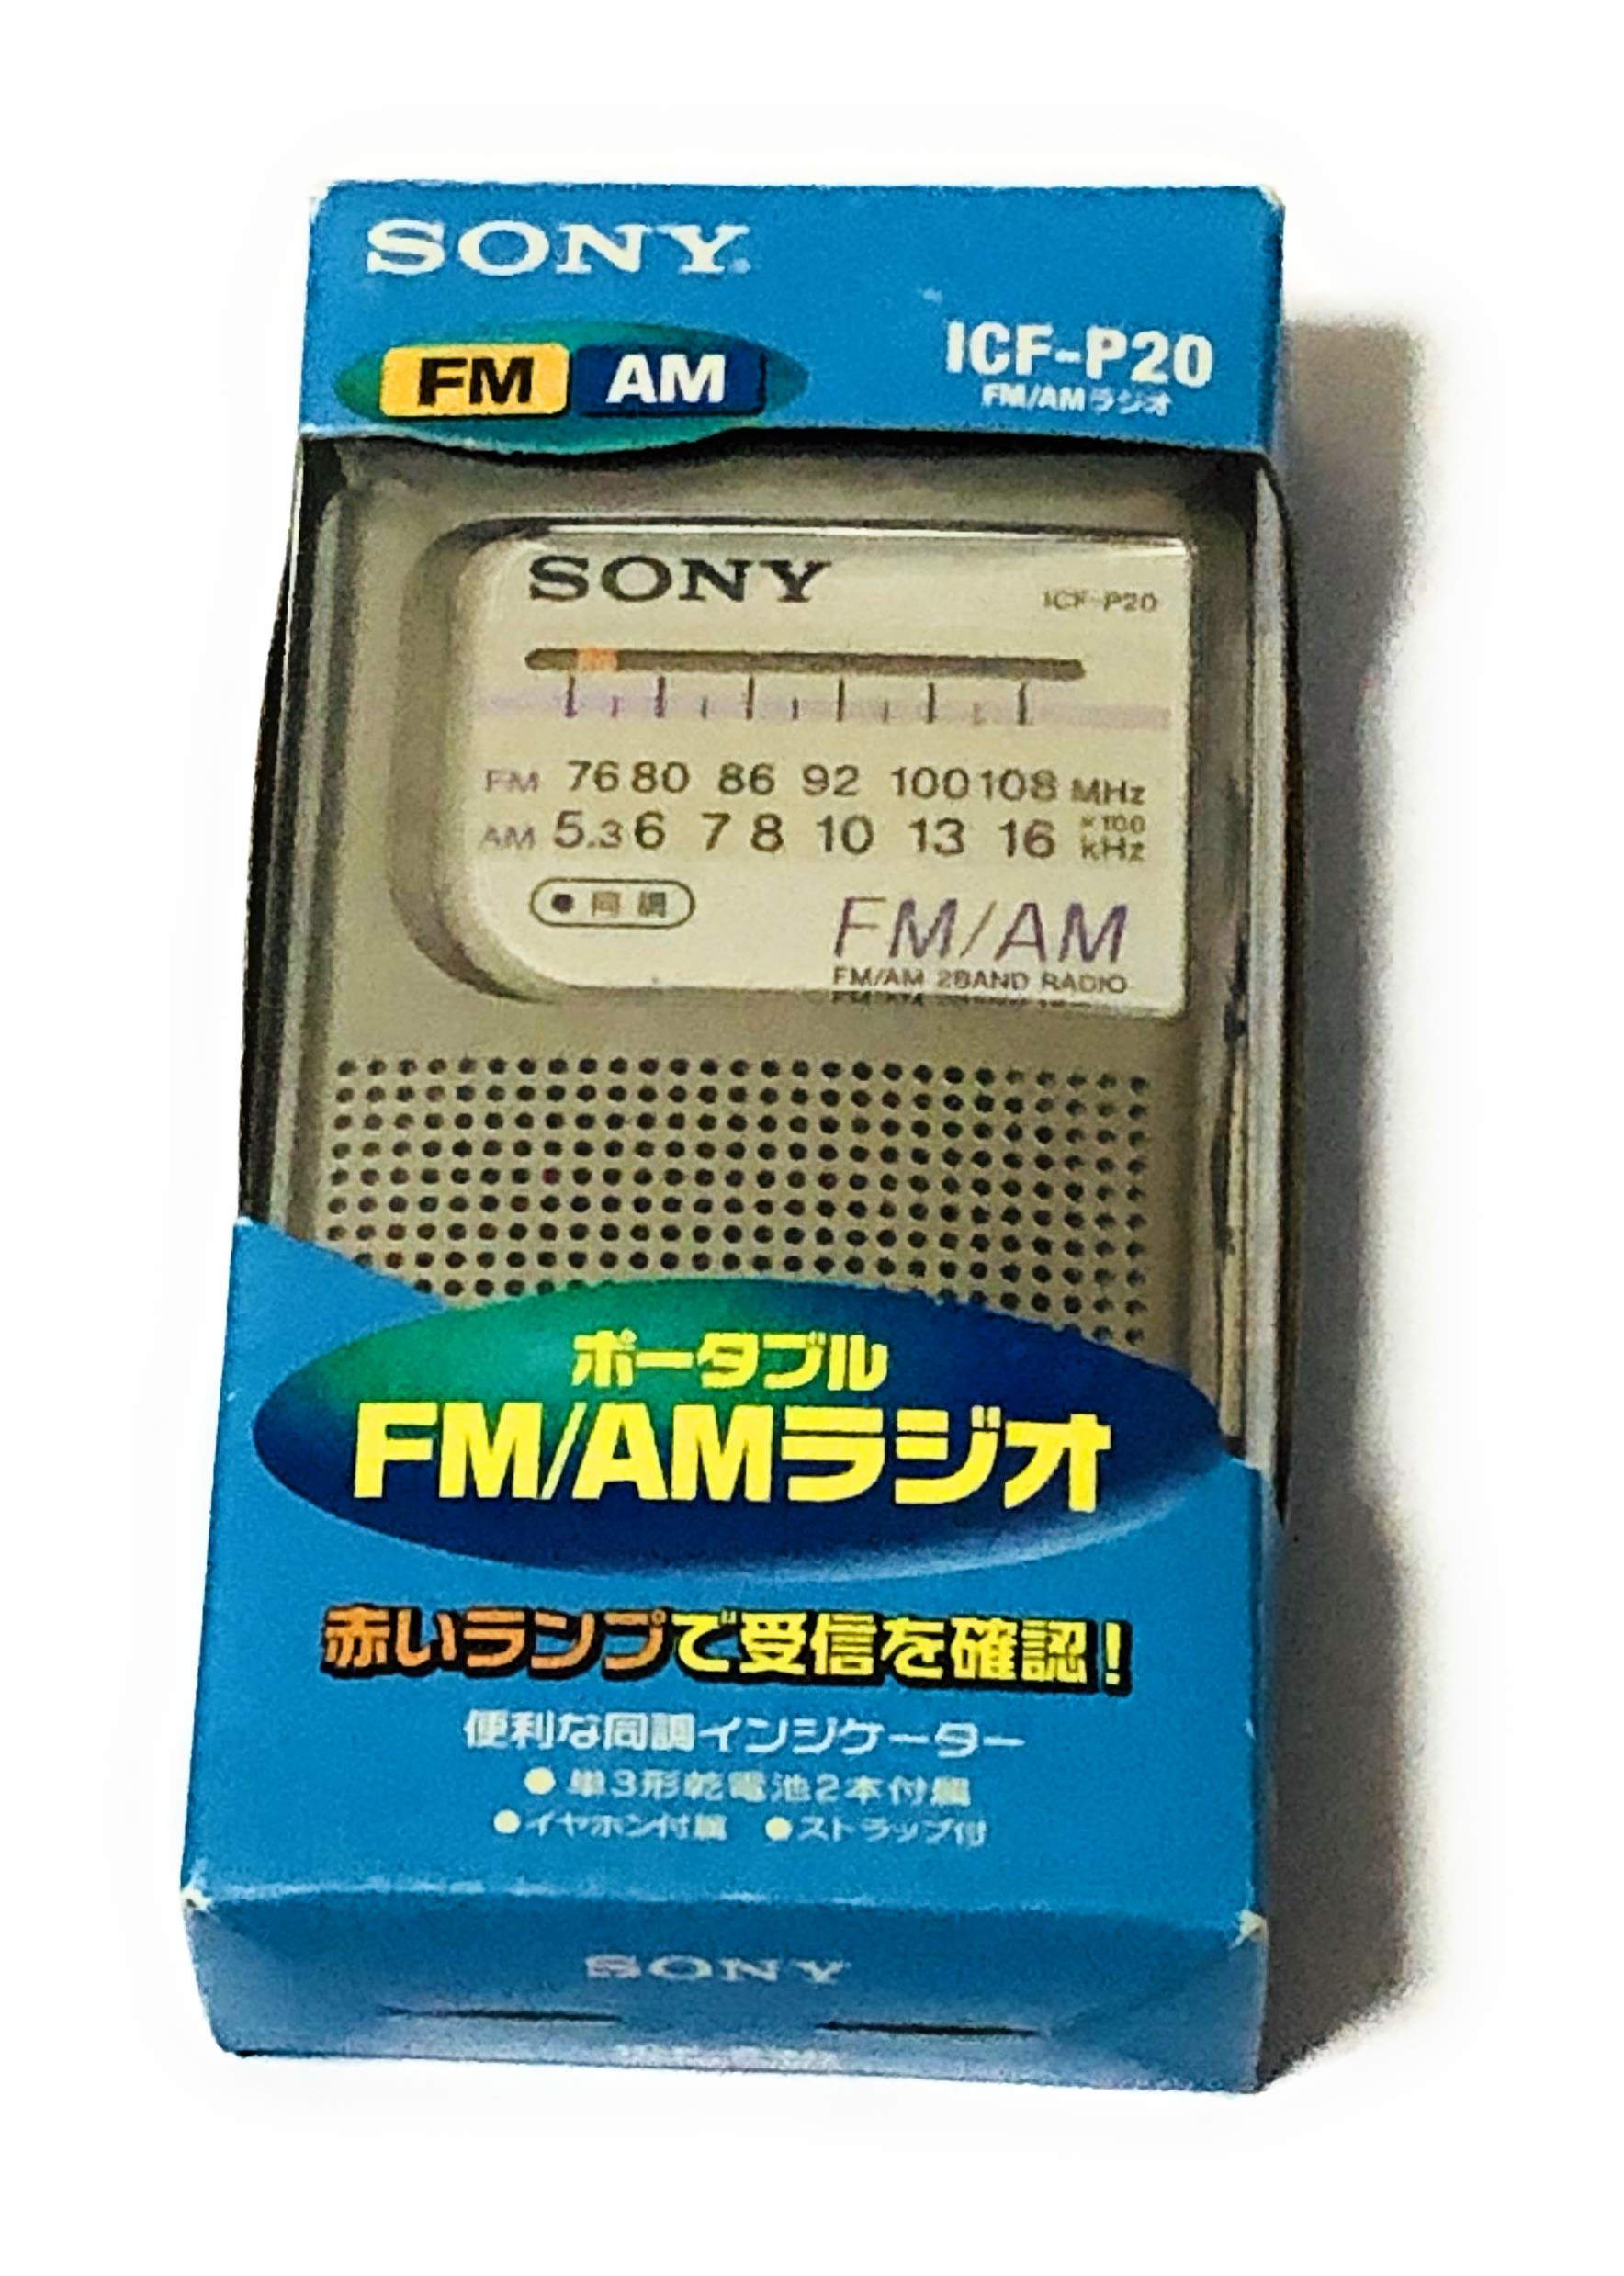 SONY
FM AM
ICF-P20
FM/AMラジオ
SONY
ICF-P20
FM 76 80 86 92 100 108 MHz
AM 5.3 6 7 8 10 13 16 ×100 kHz
同調
FM/AM
FM/AM 2BAND RADIO
ポータブル
FM/AMラジオ
赤いランプで受信を確認!
便利な同調インジケーター
●単3形乾電池2本付属
●イヤホン付属 ●ストラップ付
SONY